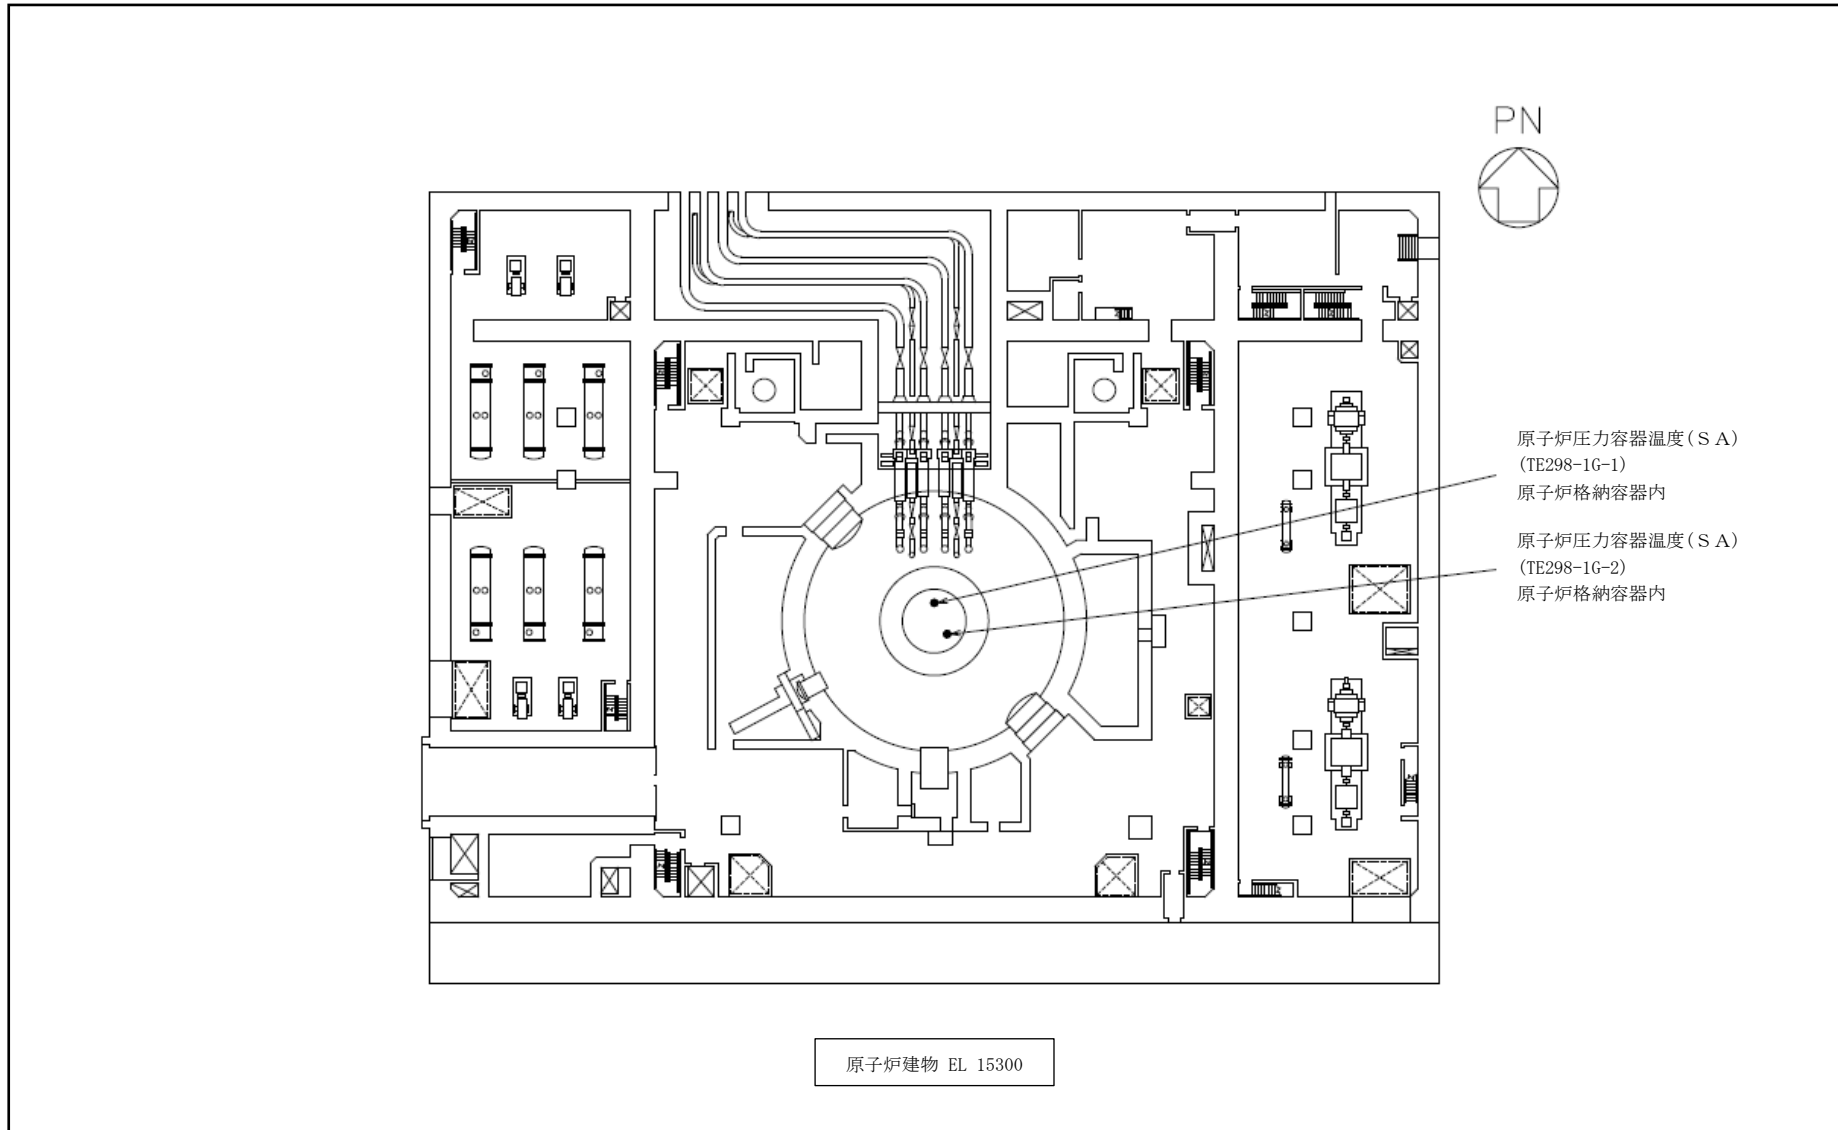 PN
原子炉圧力容器温度(ＳＡ)
(TE298-1G-1)
原子炉格納容器内
原子炉圧力容器温度(ＳＡ)
(TE298-1G-2)
原子炉格納容器内
原子炉建物 EL 15300